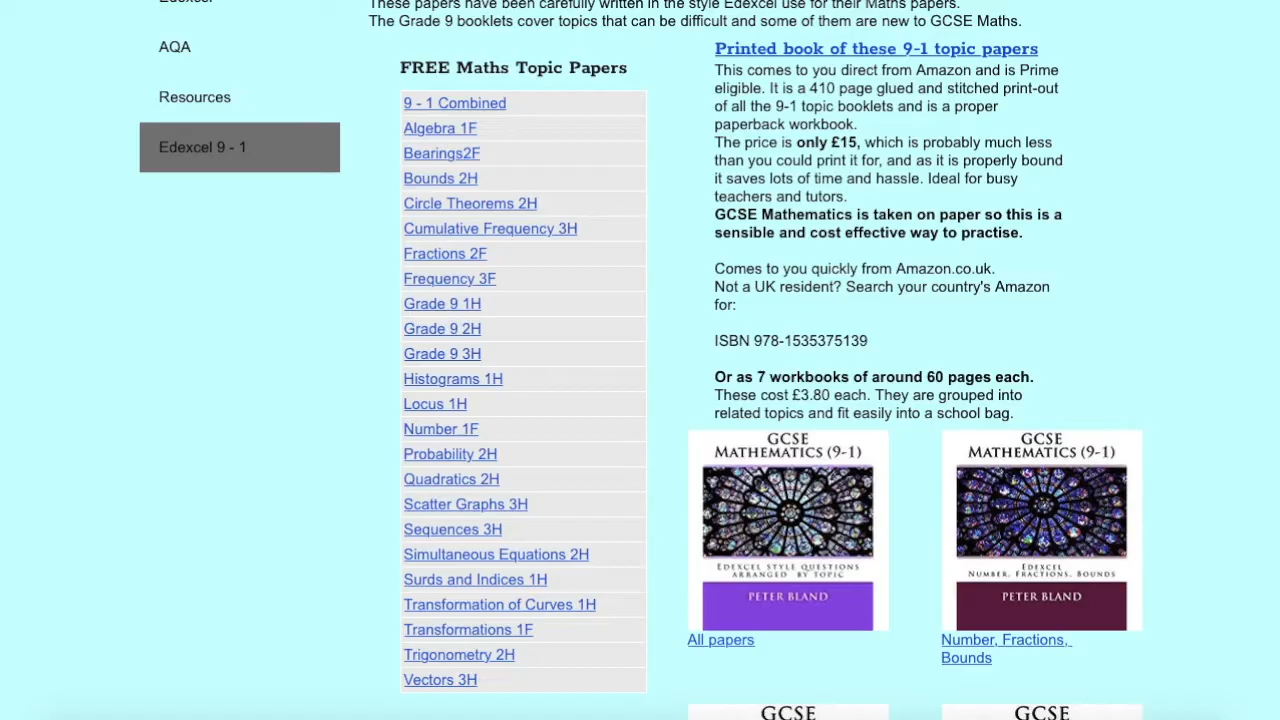 Edexcel
These papers have been carefully written in the style Edexcel use for their Maths papers.
The Grade 9 booklets cover topics that can be difficult and some of them are new to GCSE Maths.
AQA
Resources
Edexcel 9 - 1
FREE Maths Topic Papers
9 - 1 Combined
Algebra 1F
Bearings2F
Bounds 2H
Circle Theorems 2H
Cumulative Frequency 3H
Fractions 2F
Frequency 3F
Grade 9 1H
Grade 9 2H
Grade 9 3H
Histograms 1H
Locus 1H
Number 1F
Probability 2H
Quadratics 2H
Scatter Graphs 3H
Sequences 3H
Simultaneous Equations 2H
Surds and Indices 1H
Transformation of Curves 1H
Transformations 1F
Trigonometry 2H
Vectors 3H
Printed book of these 9-1 topic papers
This comes to you direct from Amazon and is Prime
eligible. It is a 410 page glued and stitched print-out
of all the 9-1 topic booklets and is a proper
paperback workbook.
The price is only £15, which is probably much less
than you could print it for, and as it is properly bound
it saves lots of time and hassle. Ideal for busy
teachers and tutors.
GCSE Mathematics is taken on paper so this is a
sensible and cost effective way to practise.
Comes to you quickly from Amazon.co.uk.
Not a UK resident? Search your country's Amazon
for:
ISBN 978-1535375139
Or as 7 workbooks of around 60 pages each.
These cost £3.80 each. They are grouped into
related topics and fit easily into a school bag.
GCSE
MATHEMATICS (9-1)
EDEXCEL STYLE QUESTIONS
ARRANGED BY TOPIC
PETER BLAND
All papers
GCSE
MATHEMATICS (9-1)
EDEXCEL
NUMBER, FRACTIONS, BOUNDS
PETER BLAND
Number, Fractions,
Bounds
GCSE
GCSE